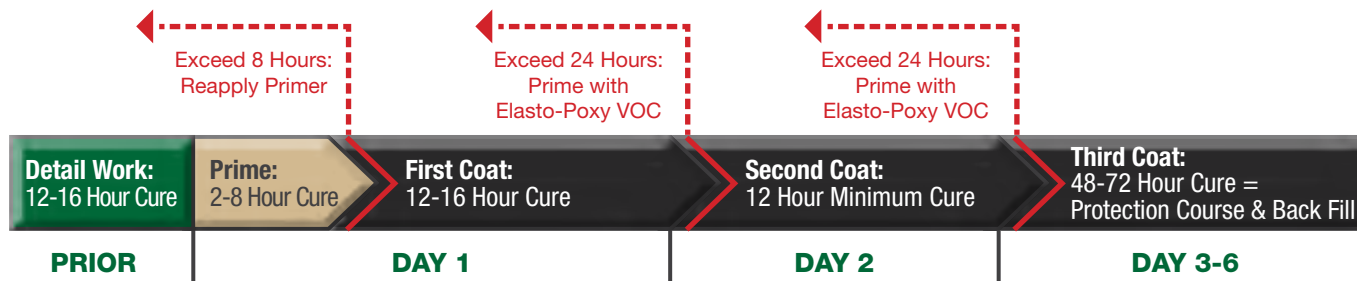 Exceed 8 Hours:
Reapply Primer
Exceed 24 Hours:
Prime with
Elasto-Poxy VOC
Exceed 24 Hours:
Prime with
Elasto-Poxy VOC
Detail Work:
12-16 Hour Cure
Prime:
2-8 Hour Cure
First Coat:
12-16 Hour Cure
Second Coat:
12 Hour Minimum Cure
Third Coat:
48-72 Hour Cure =
Protection Course & Back Fill
PRIOR
DAY 1
DAY 2
DAY 3-6